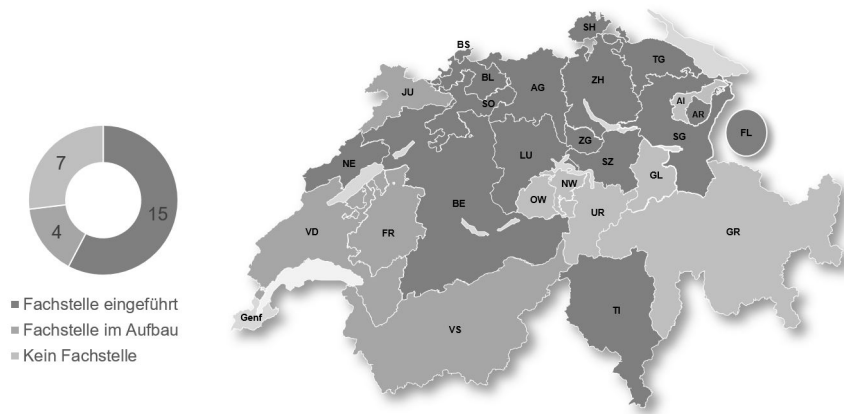 7
15
4
Fachstelle eingeführt
Fachstelle im Aufbau
Kein Fachstelle
SH
BS
TG
BL
ZH
JU
AG
AI
SO
AR
FL
ZG
SG
NE
LU
SZ
GL
NW
OW
BE
UR
VD
FR
GR
Genf
TI
VS